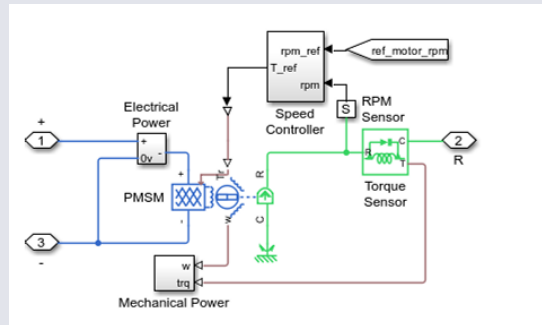 rpm_ref
T_ref
rpm
ref_motor_rpm
Speed
Controller
S
RPM
Sensor
+
1
Electrical
Power
+
-
0v
PMSM
+
-
Tr
w
R
C
R
C
T
Torque
Sensor
2
R
3
-
w
trq
Mechanical Power